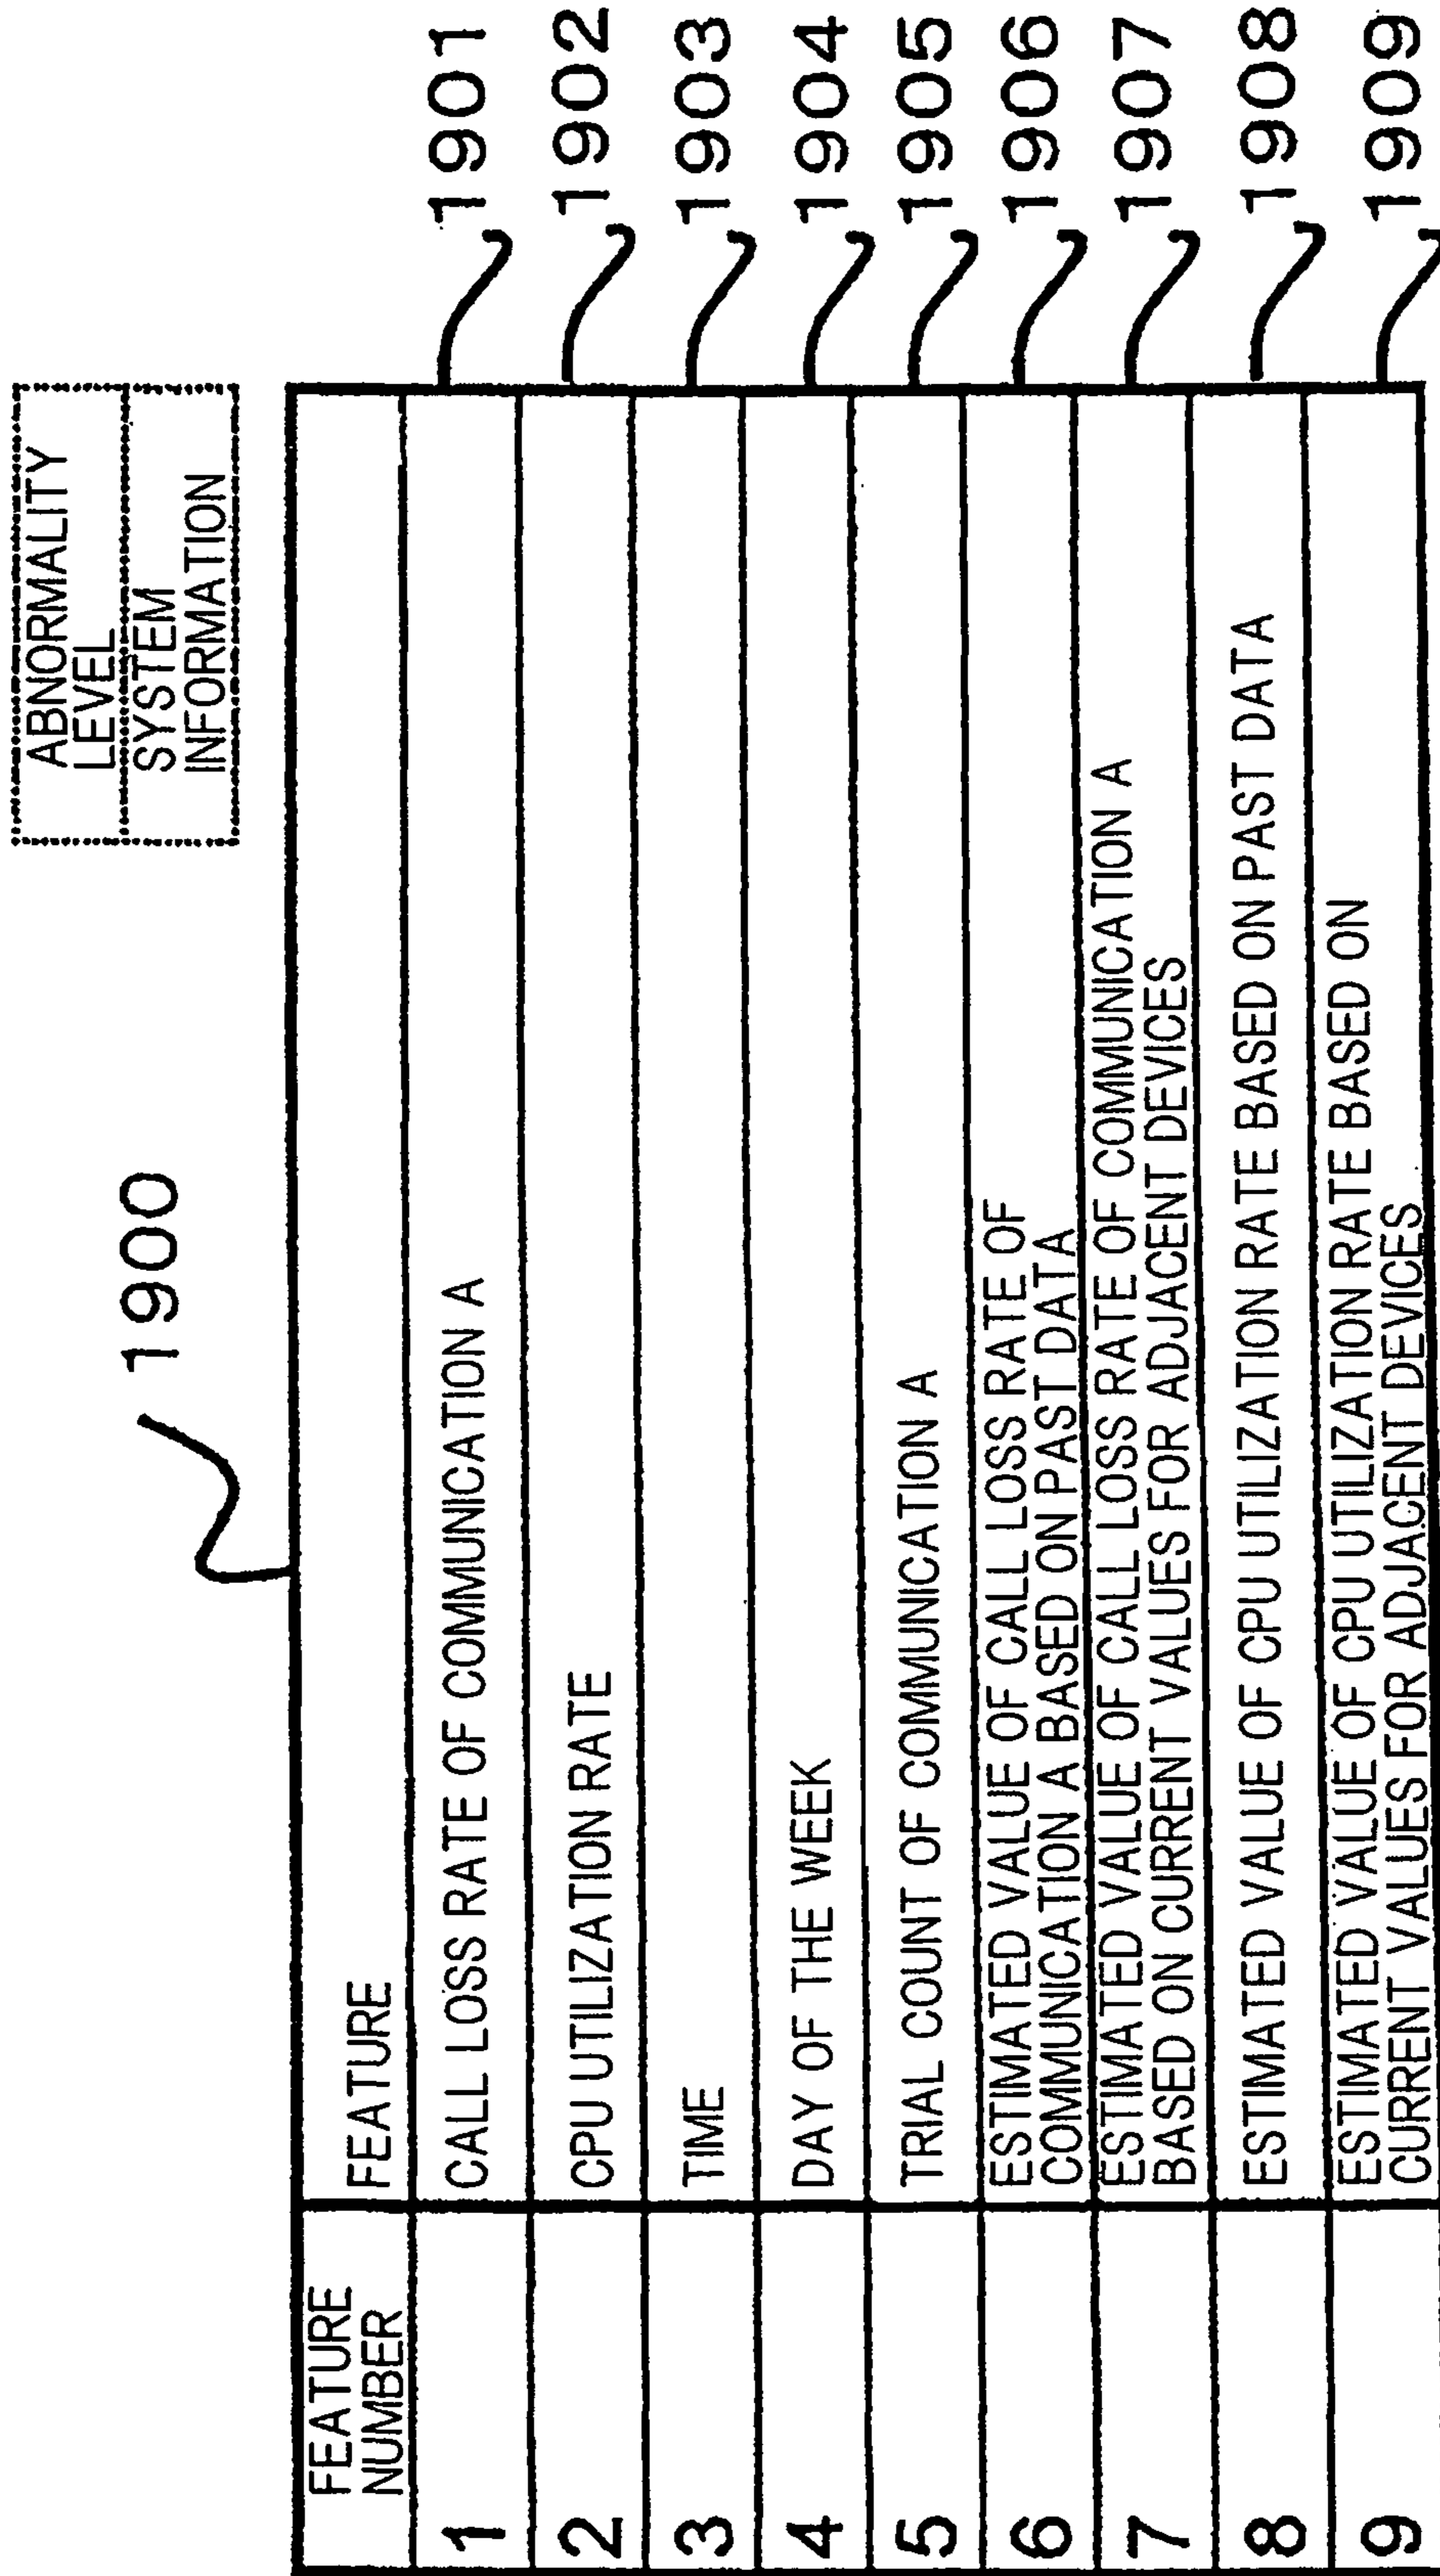 1900
ABNORMALITY
LEVEL
SYSTEM
INFORMATION
FEATURE
NUMBER
FEATURE
1
CALL LOSS RATE OF COMMUNICATION A
1901
2
CPU UTILIZATION RATE
1902
3
TIME
1903
4
DAY OF THE WEEK
1904
5
TRIAL COUNT OF COMMUNICATION A
1905
6
ESTIMATED VALUE OF CALL LOSS RATE OF
COMMUNICATION A BASED ON PAST DATA
1906
7
ESTIMATED VALUE OF CALL LOSS RATE OF COMMUNICATION A
BASED ON CURRENT VALUES FOR ADJACENT DEVICES
1907
8
ESTIMATED VALUE OF CPU UTILIZATION RATE BASED ON PAST DATA
1908
9
ESTIMATED VALUE OF CPU UTILIZATION RATE BASED ON
CURRENT VALUES FOR ADJACENT DEVICES
1909